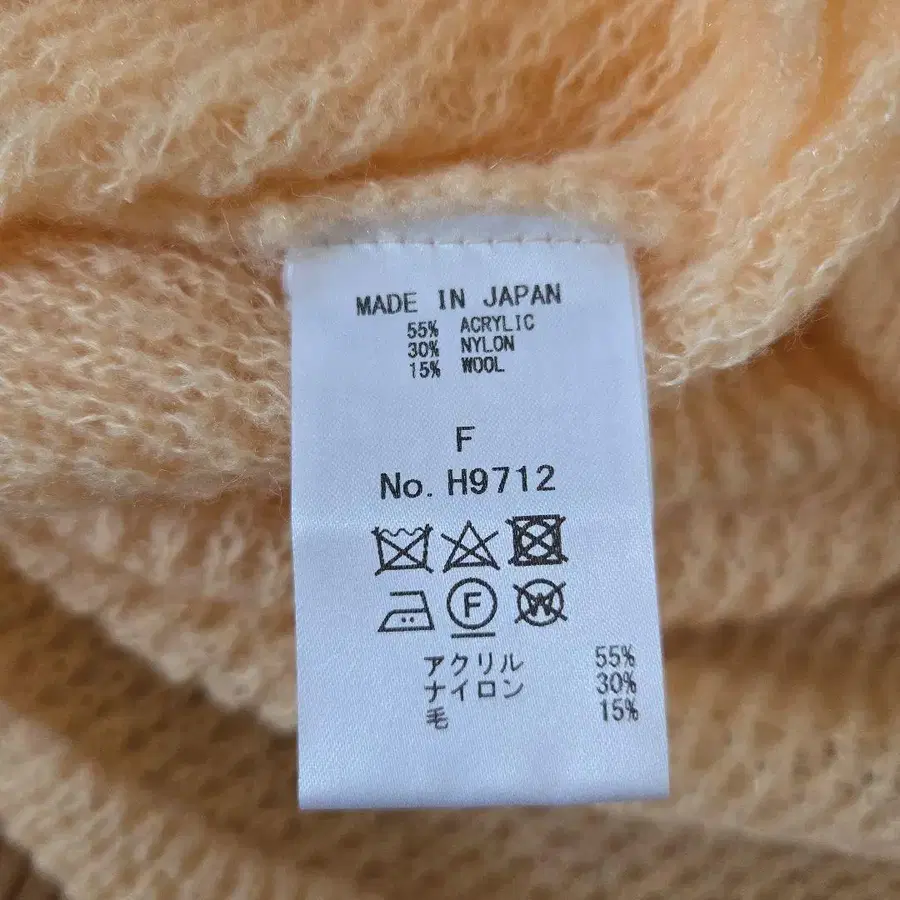 MADE IN JAPAN
55% ACRYLIC
30% NYLON
15% WOOL
F
No. H9712
F W
アクリル 55%
ナイロン 30%
毛 15%